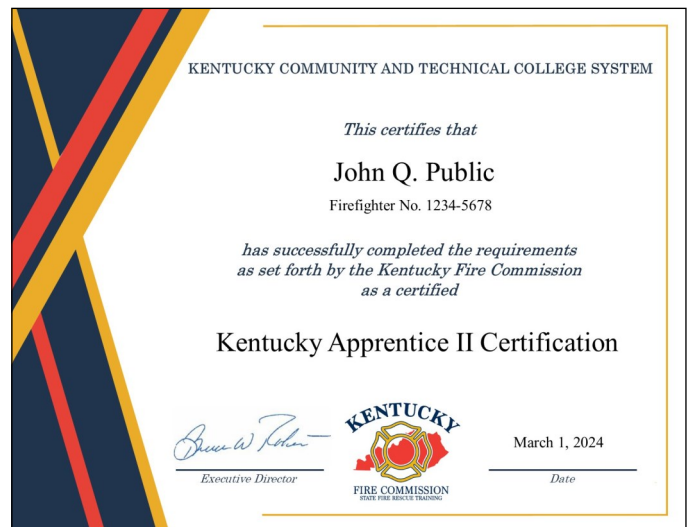 KENTUCKY COMMUNITY AND TECHNICAL COLLEGE SYSTEM
This certifies that
John Q. Public
Firefighter No. 1234-5678
has successfully completed the requirements
as set forth by the Kentucky Fire Commission
as a certified
Kentucky Apprentice II Certification
KENTUCKY
March 1, 2024
Executive Director
Date
FIRE COMMISSION
STATE FIRE RESCUE TRAINING